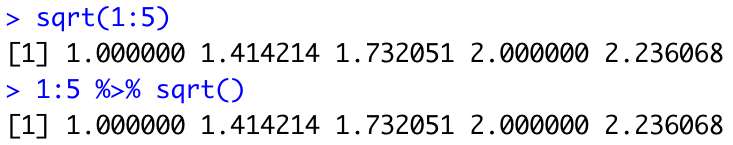 > sqrt(1:5)
[1] 1.000000 1.414214 1.732051 2.000000 2.236068
> 1:5 %>% sqrt()
[1] 1.000000 1.414214 1.732051 2.000000 2.236068